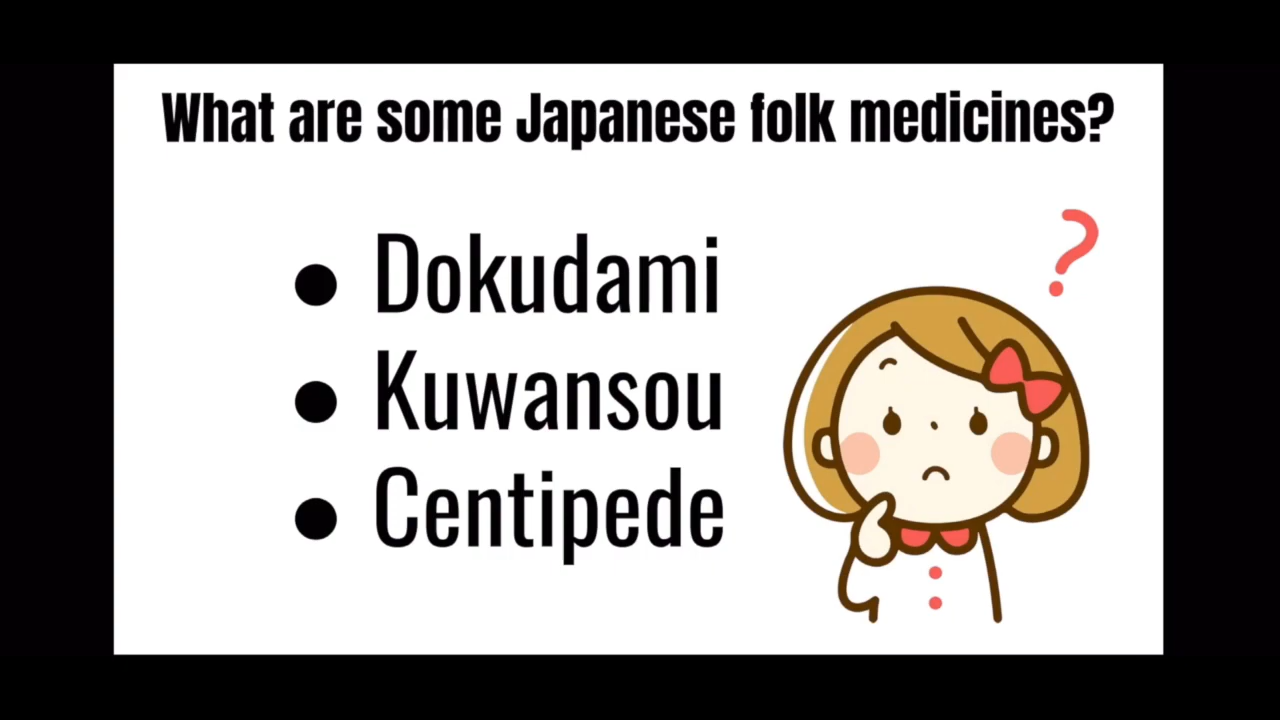 What are some Japanese folk medicines?
● Dokudami
● Kuwansou
● Centipede
?